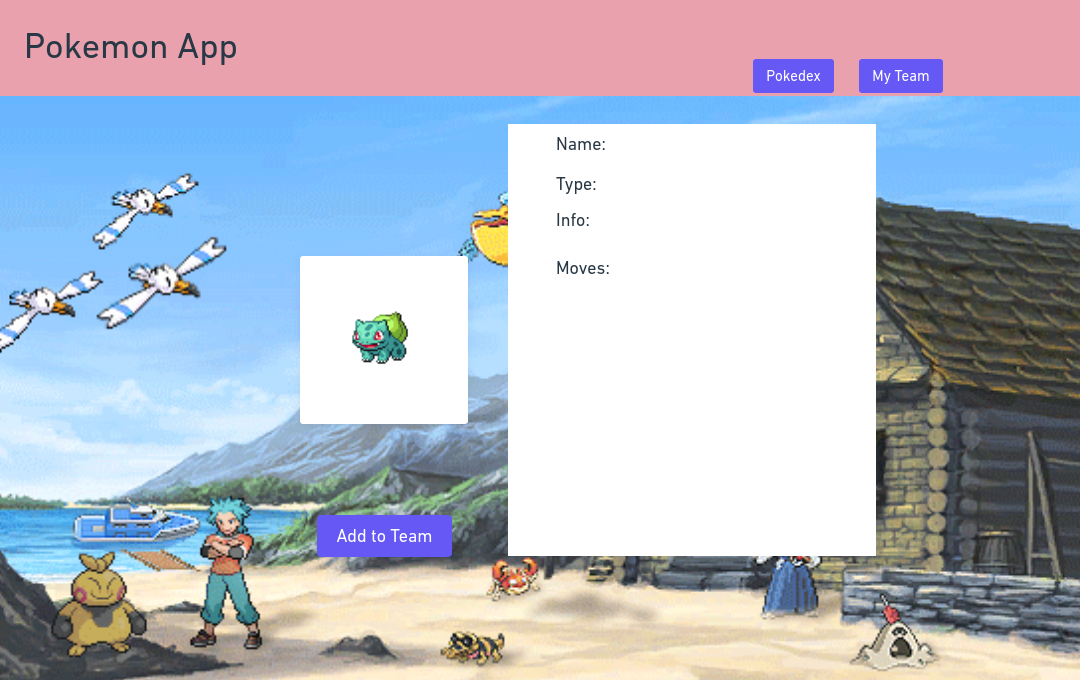 Pokemon App
Pokedex
My Team
Name:
Type:
Info:
Moves:
Add to Team